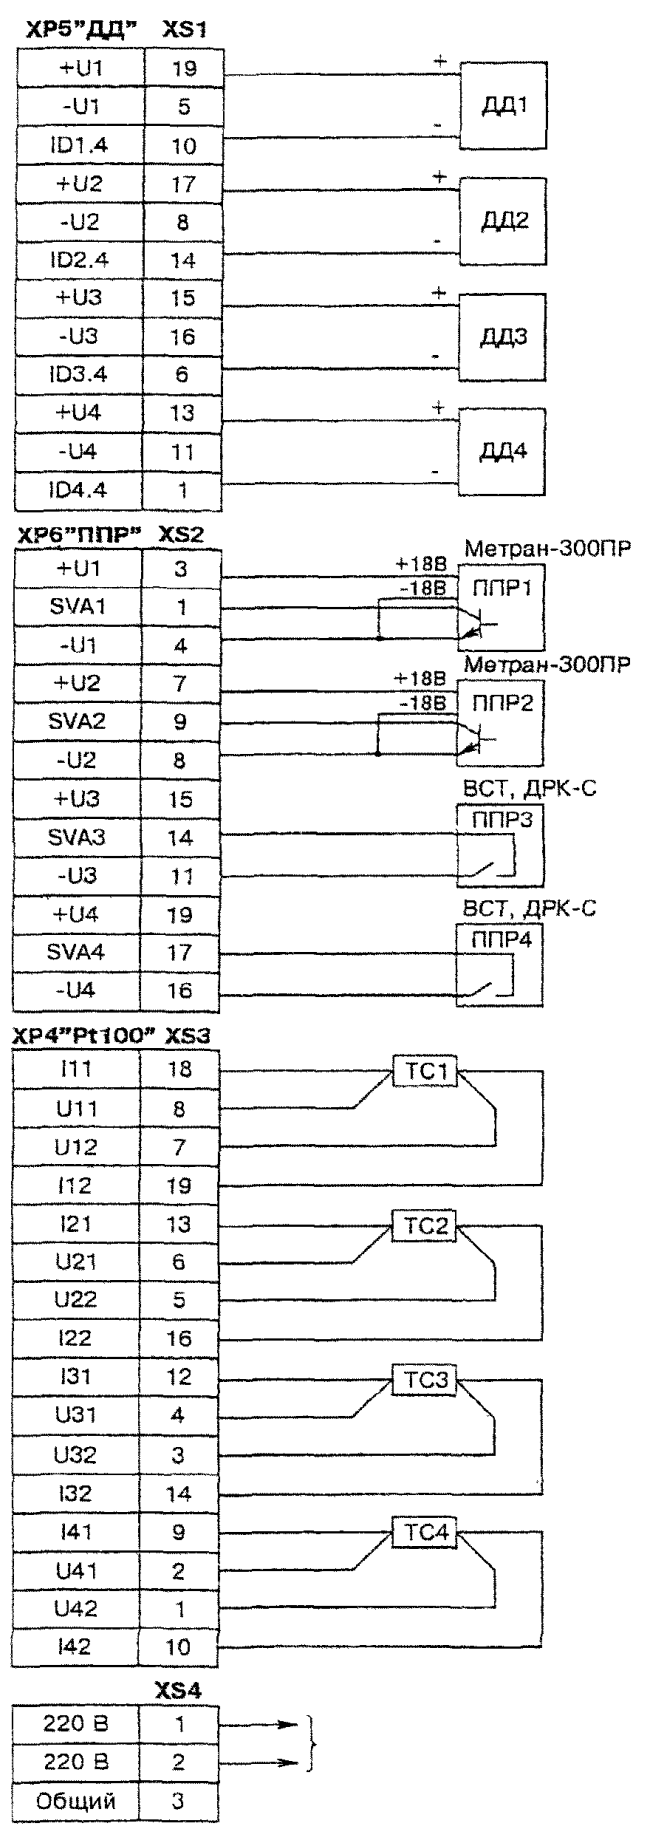 XP5"ДД" XS1
+U1 19 +
-U1 5 ДД1
ID1.4 10 -
+U2 17 +
-U2 8 ДД2
ID2.4 14 -
+U3 15 +
-U3 16 ДД3
ID3.4 6 -
+U4 13 +
-U4 11 ДД4
ID4.4 1 -
XP6"ППР" XS2
Метран-300ПР
+U1 3 +18В
-18В ППР1
SVA1 1
-U1 4
Метран-300ПР
+U2 7 +18В
-18В ППР2
SVA2 9
-U2 8
ВСТ, ДРК-С
+U3 15
ППР3
SVA3 14
-U3 11
ВСТ, ДРК-С
+U4 19
ППР4
SVA4 17
-U4 16
XP4"Pt100" XS3
I11 18 ТС1
U11 8
U12 7
I12 19
I21 13 ТС2
U21 6
U22 5
I22 16
I31 12 ТС3
U31 4
U32 3
I32 14
I41 9 ТС4
U41 2
U42 1
I42 10
XS4
220 В 1
220 В 2
Общий 3